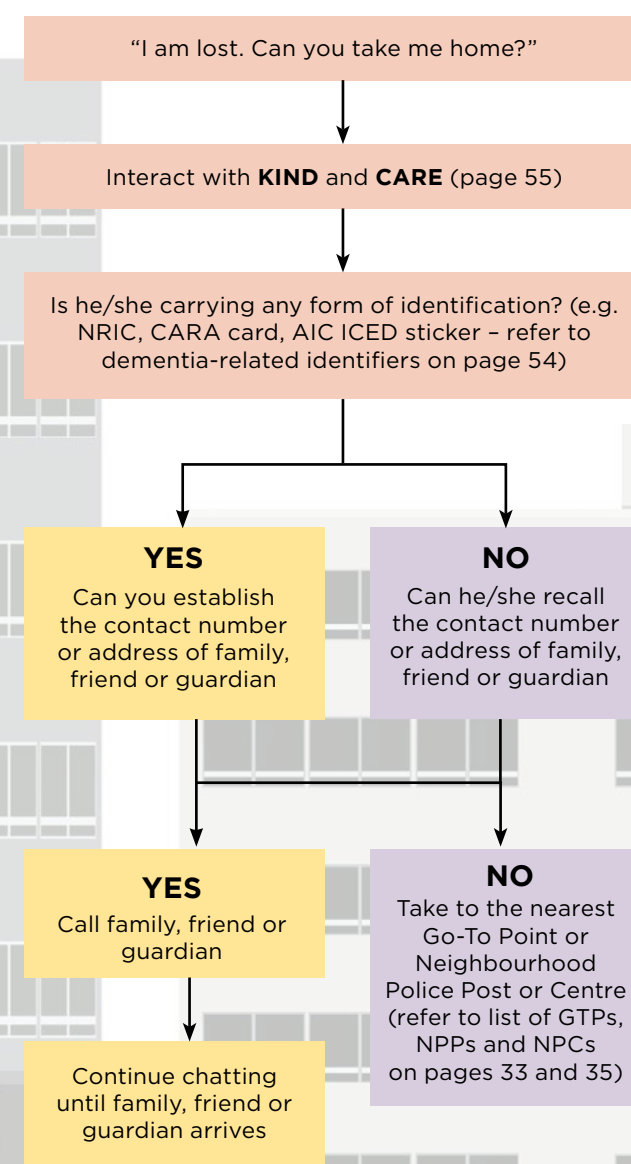 “I am lost. Can you take me home?”
Interact with KIND and CARE (page 55)
Is he/she carrying any form of identification? (e.g.
NRIC, CARA card, AIC ICED sticker – refer to
dementia-related identifiers on page 54)
YES
Can you establish
the contact number
or address of family,
friend or guardian
NO
Can he/she recall
the contact number
or address of family,
friend or guardian
YES
Call family, friend or
guardian
NO
Take to the nearest
Go-To Point or
Neighbourhood
Police Post or Centre
(refer to list of GTPs,
NPPs and NPCs
on pages 33 and 35)
Continue chatting
until family, friend or
guardian arrives